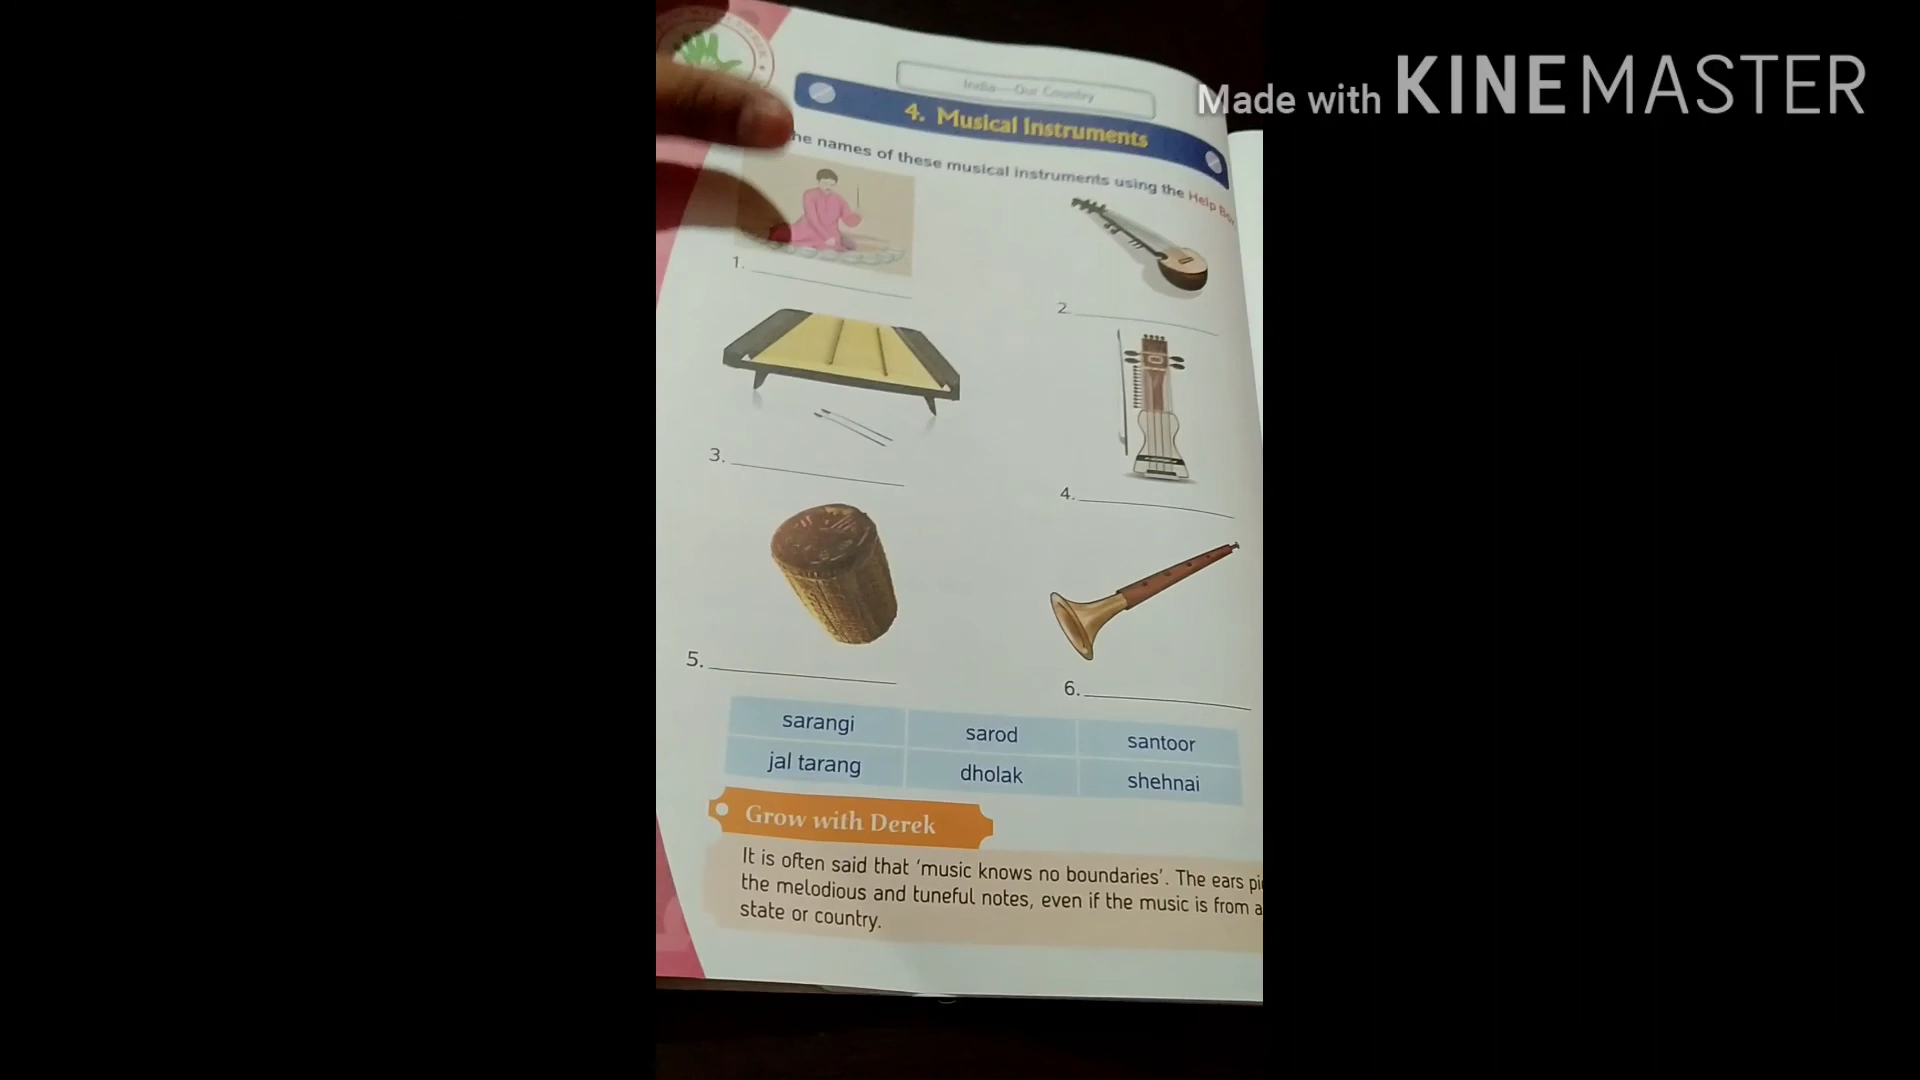 Made with KINEMASTER
India—Our Country
4. Musical Instruments
he names of these musical instruments using the Help Bo
1.
2.
3.
4.
5.
6.
sarangi sarod santoor
jal tarang dholak shehnai
Grow with Derek
It is often said that ‘music knows no boundaries’. The ears pi
the melodious and tuneful notes, even if the music is from a
state or country.